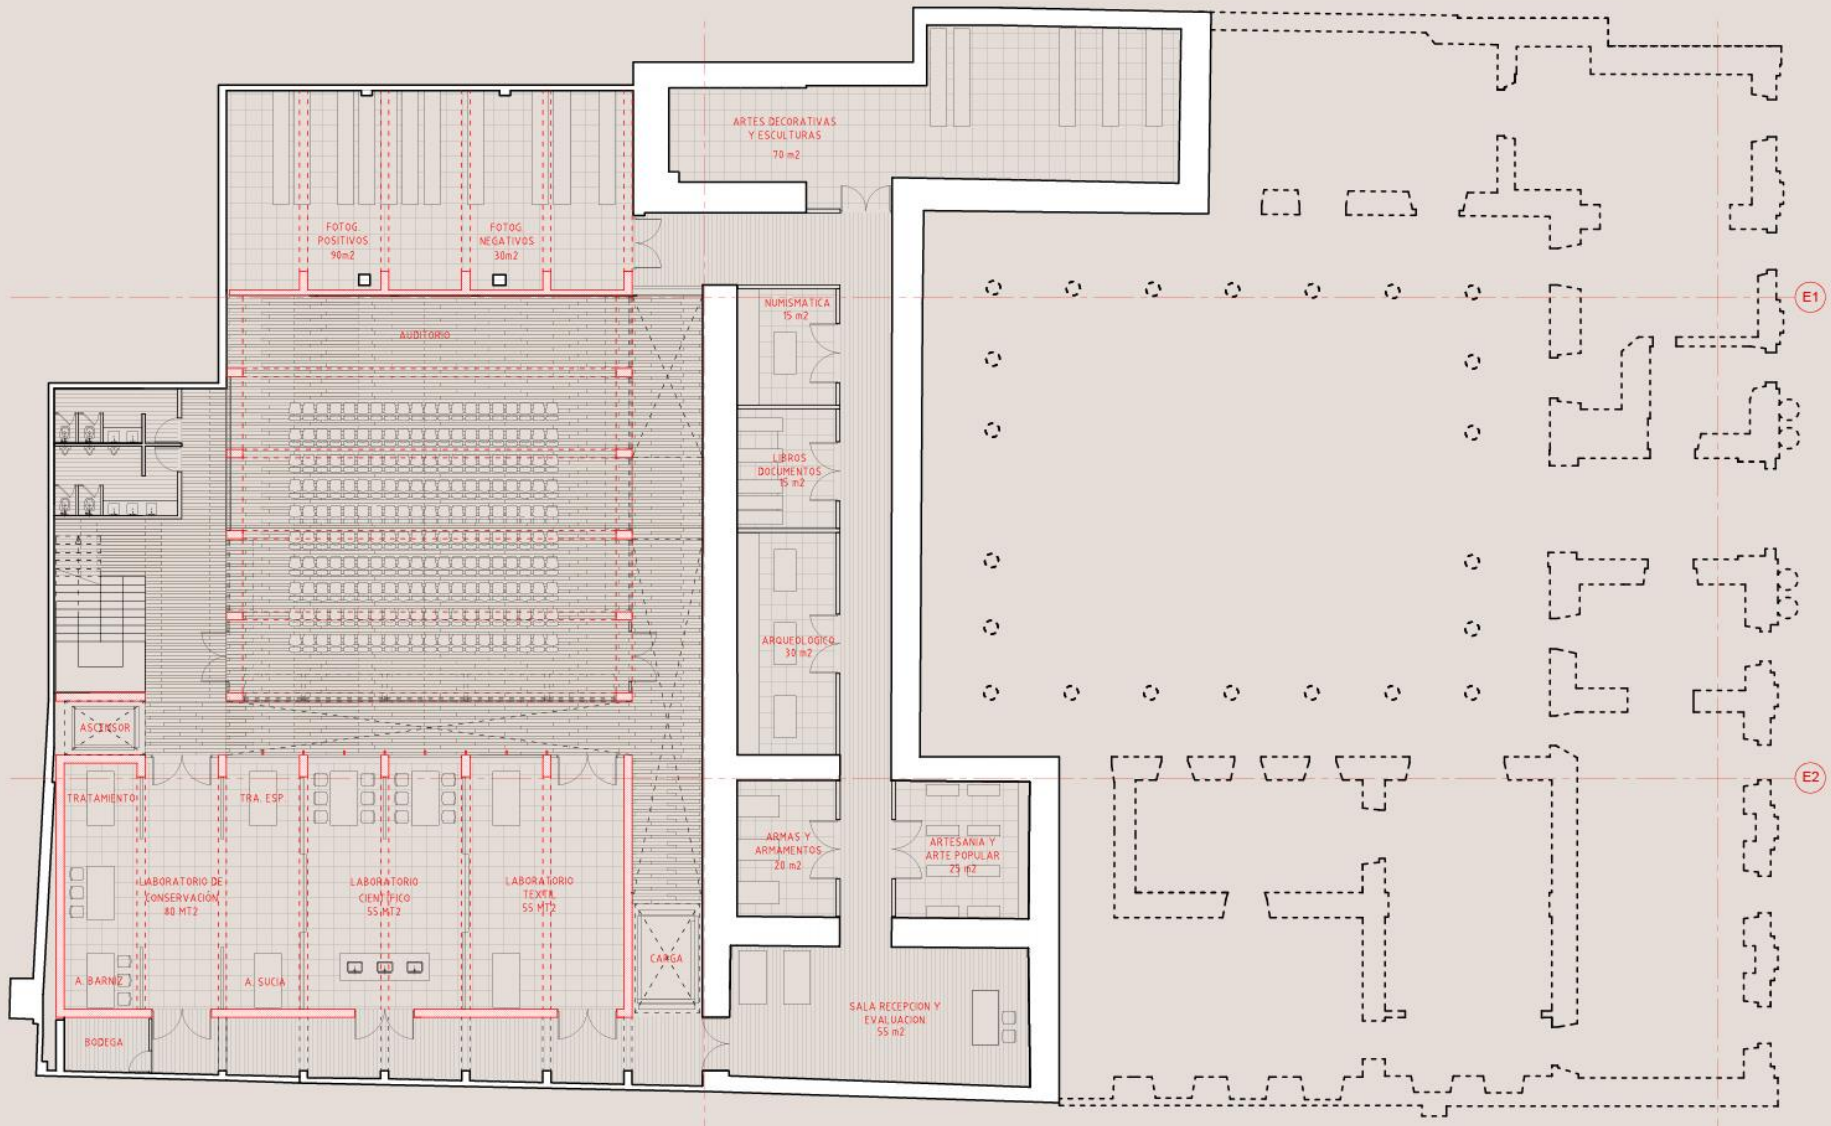 ARTES DECORATIVAS
Y ESCULTURAS
70 m2
FOTOG.
POSITIVOS
90m2
FOTOG.
NEGATIVOS
30m2
NUMISMATICA
15 m2
E1
AUDITORIO
LIBROS
DOCUMENTOS
15 m2
ARQUEOLOGICO
30 m2
ASCENSOR
E2
TRATAMIENTO
TRA. ESP.
ARMAS Y
ARMAMENTOS
20 m2
ARTESANIA Y
ARTE POPULAR
25 m2
LABORATORIO DE
CONSERVACIÓN
80 MT2
LABORATORIO
CIENTIFICO
55 MT2
LABORATORIO
TEXTIL
55 MT2
CARGA
A. BARNIZ
A. SUCIA
SALA RECEPCION Y
EVALUACION
55 m2
BODEGA